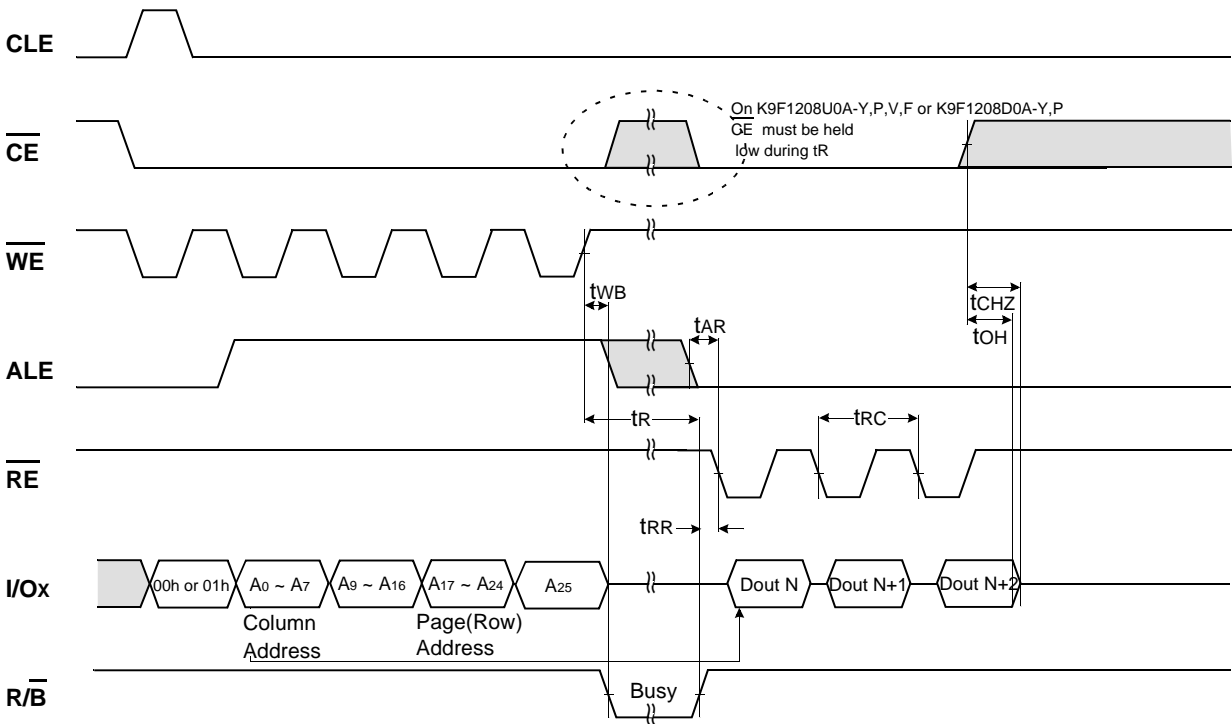 CLE
On K9F1208U0A-Y,P,V,F or K9F1208D0A-Y,P
CE must be held
low during tR
CE
WE
tWB
tCHZ
tAR
tOH
ALE
tR
tRC
RE
tRR
I/Ox
00h or 01h
A0 ~ A7
A9 ~ A16
A17 ~ A24
A25
Dout N
Dout N+1
Dout N+2
Column
Address
Page(Row)
Address
R/B
Busy